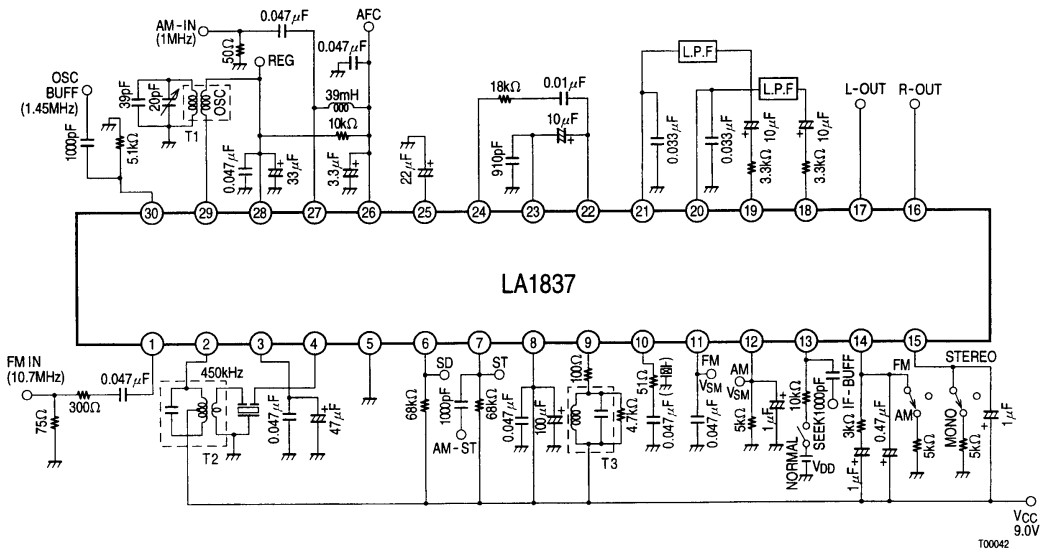 AM-IN
(1MHz)
0.047µF
AFC
50Ω
REG
0.047µF
OSC
BUFF
(1.45MHz)
39pF
20pF
OSC
T1
1000pF
5.1kΩ
39mH
10kΩ
0.047µF
33µF
3.3µF
22µF
18kΩ
0.01µF
10µF
910pF
L.P.F
L.P.F
0.033µF
0.033µF
10µF
10µF
3.3kΩ
3.3kΩ
L-OUT
R-OUT
30 29 28 27 26 25 24 23 22 21 20 19 18 17 16
LA1837
1 2 3 4 5 6 7 8 9 10 11 12 13 14 15
FM IN
(10.7MHz)
75Ω
300Ω
0.047µF
450kHz
T2
0.047µF
47µF
68kΩ
SD
1000pF
AM-ST
68kΩ
ST
0.047µF
100µF
100Ω
4.7kΩ
T3
51Ω
0.047µF
FM
VSM
0.047µF
AM
VSM
5kΩ
1µF
10kΩ
NORMAL
SEEK
1000pF
VDD
IF-BUFF
3kΩ
1µF
0.47µF
FM
AM
5kΩ
STEREO
MONO
5kΩ
1µF
VCC
9.0V
T00042